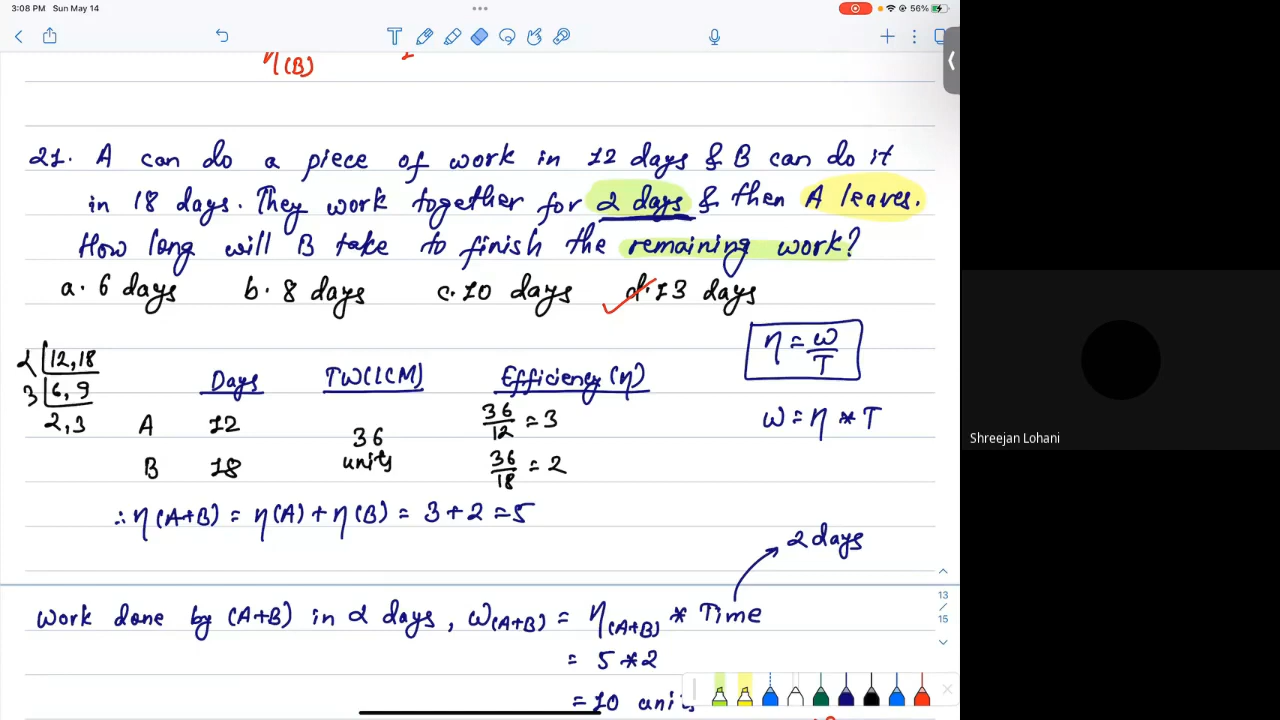 3:08 PM Sun May 14
56%
η(B)
21. A can do a piece of work in 12 days & B can do it
in 18 days. They work together for 2 days & then A leaves.
How long will B take to finish the remaining work?
a. 6 days b. 8 days c. 10 days d. 13 days
η = w/T
w = η * T
2 | 12, 18
3 | 6, 9
2, 3
Days TW(LCM) Efficiency (η)
A 12 36/12 = 3
36 units
B 18 36/18 = 2
∴ η(A+B) = η(A) + η(B) = 3 + 2 = 5
2 days
Work done by (A+B) in 2 days, w(A+B) = η(A+B) * Time
= 5 * 2
= 10 units
13
/
15
Shreejan Lohani